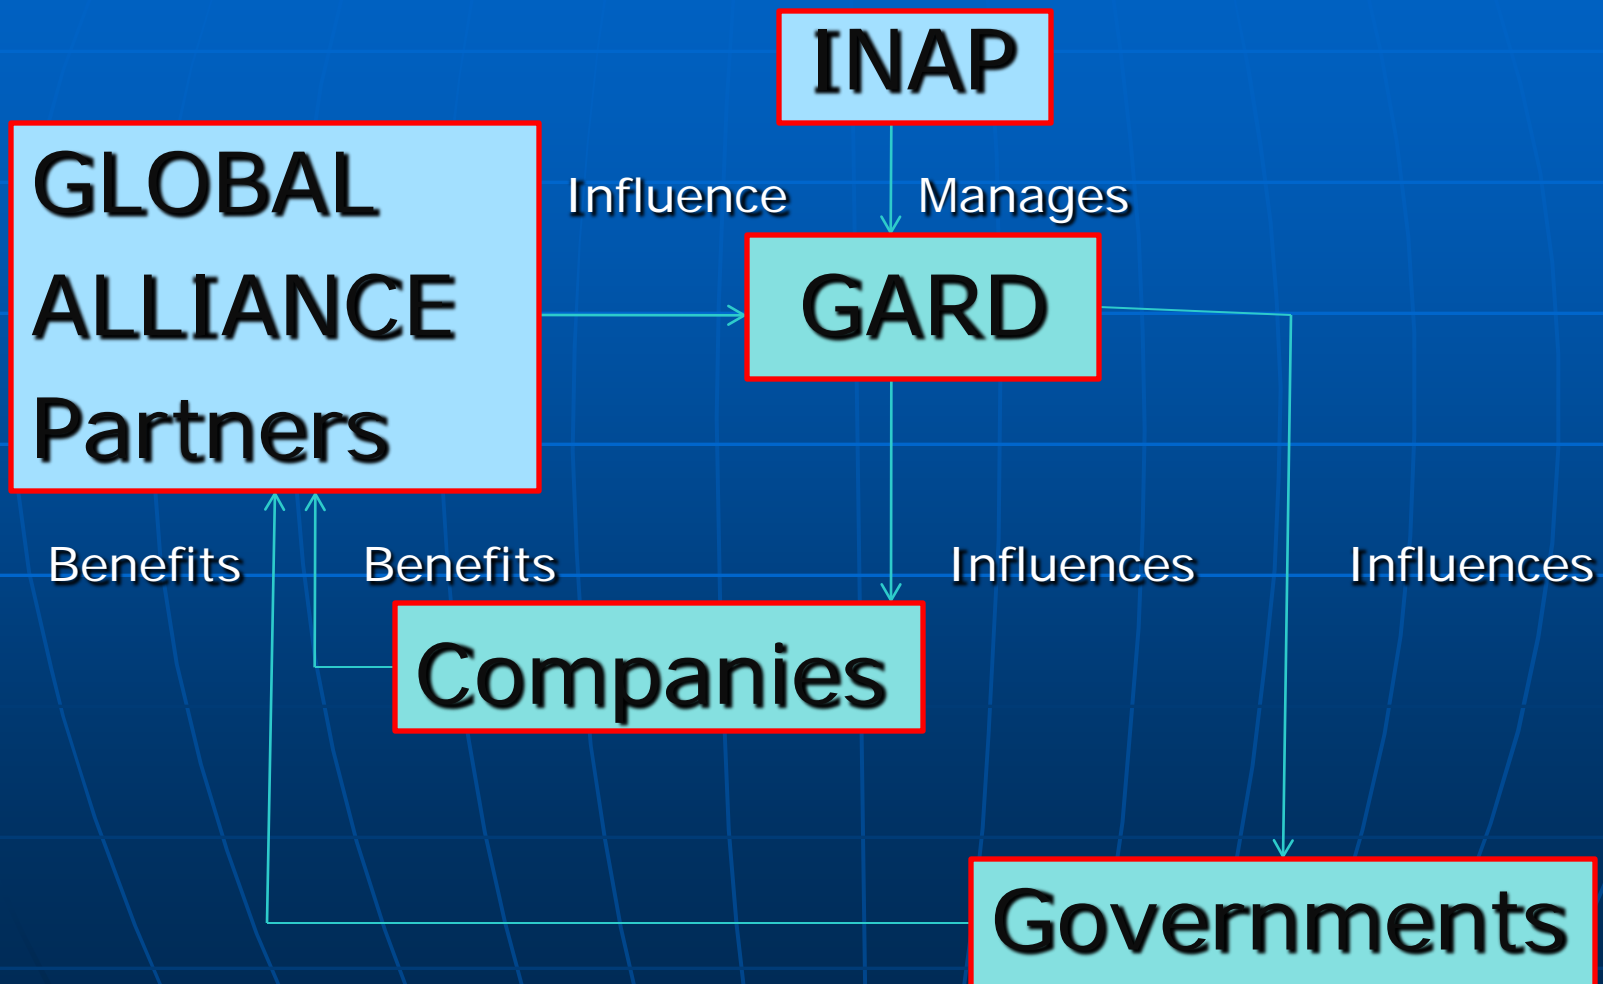 INAP
GLOBAL
ALLIANCE
Partners
Influence
Manages
GARD
Benefits
Benefits
Influences
Influences
Companies
Governments